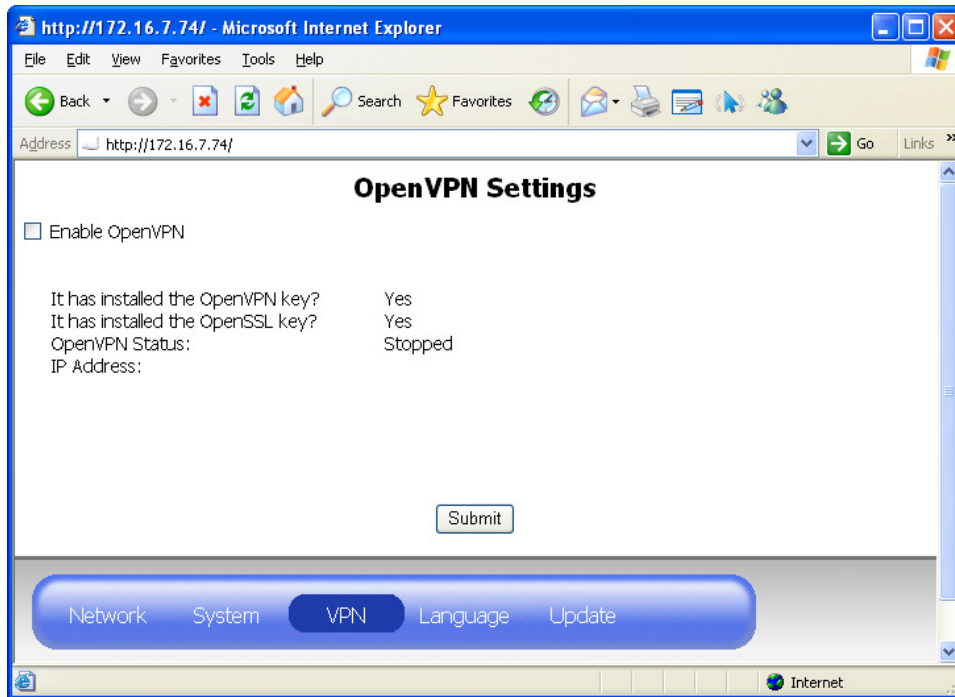 http://172.16.7.74/ - Microsoft Internet Explorer
File Edit View Favorites Tools Help
Back Search Favorites
Address http://172.16.7.74/ Go Links »
OpenVPN Settings
Enable OpenVPN
It has installed the OpenVPN key? Yes
It has installed the OpenSSL key? Yes
OpenVPN Status: Stopped
IP Address:
Submit
Network System VPN Language Update
Internet